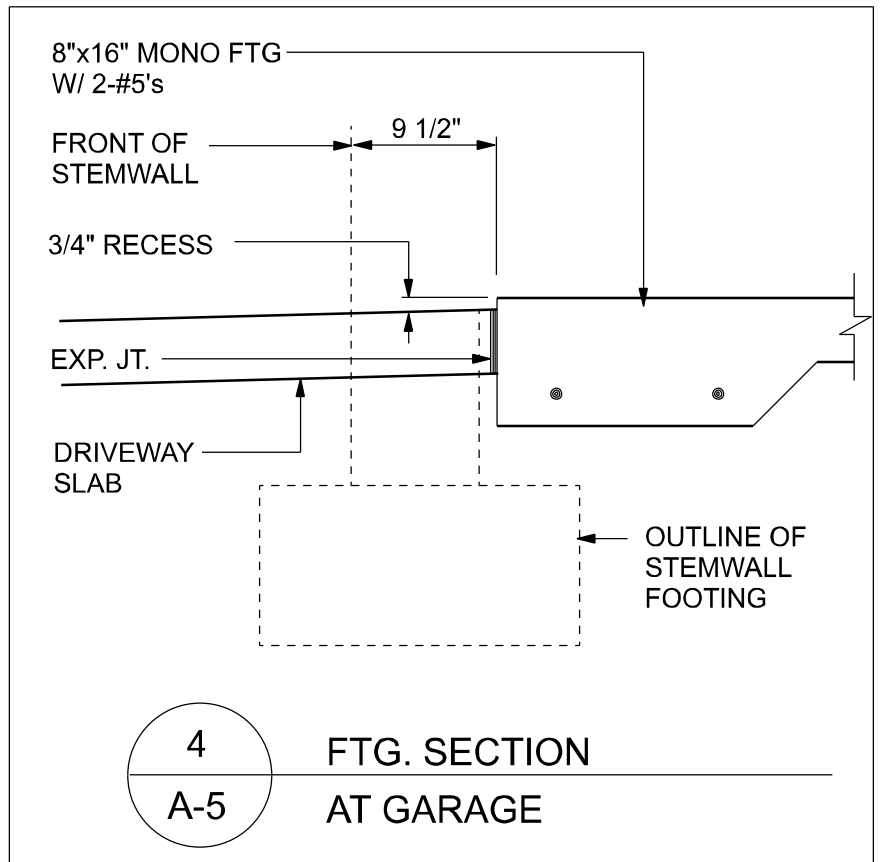 8"x16" MONO FTG
W/ 2-#5's
9 1/2"
FRONT OF
STEMWALL
3/4" RECESS
EXP. JT.
DRIVEWAY
SLAB
OUTLINE OF
STEMWALL
FOOTING
4
A-5
FTG. SECTION
AT GARAGE